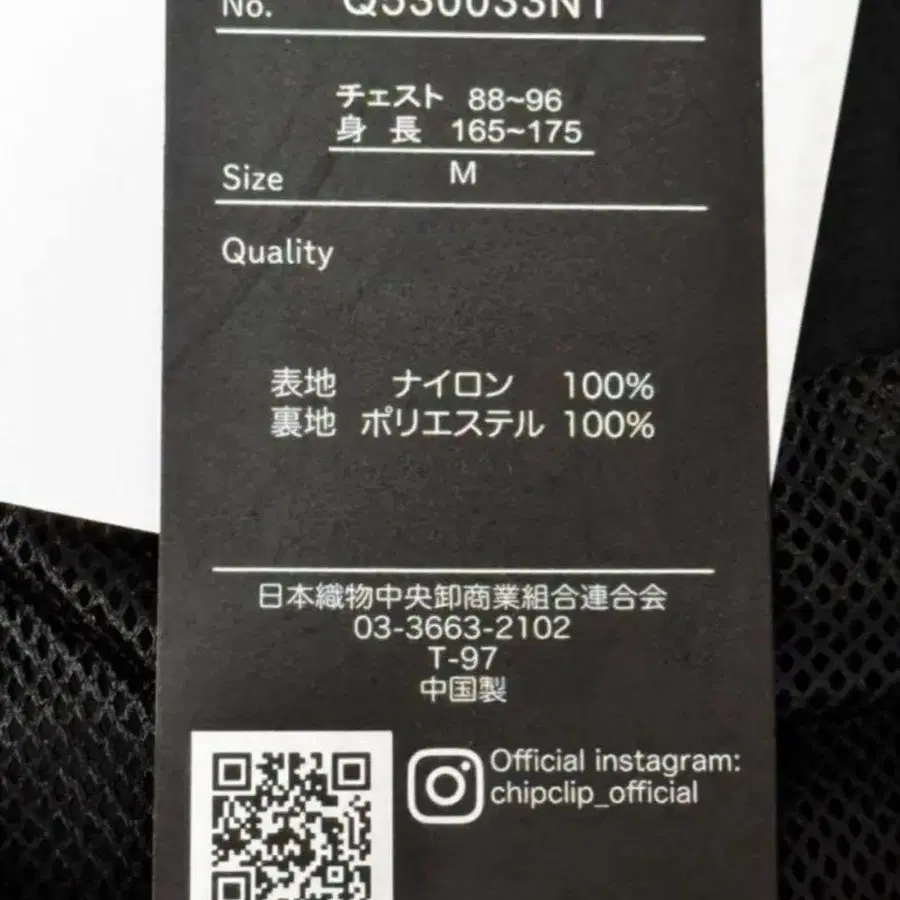 No. Q530033NT
チェスト 88~96
身 長 165~175
Size M
Quality
表地 ナイロン 100%
裏地 ポリエステル 100%
日本織物中央卸商業組合連合会
03-3663-2102
T-97
中国製
Official instagram:
chipclip_official